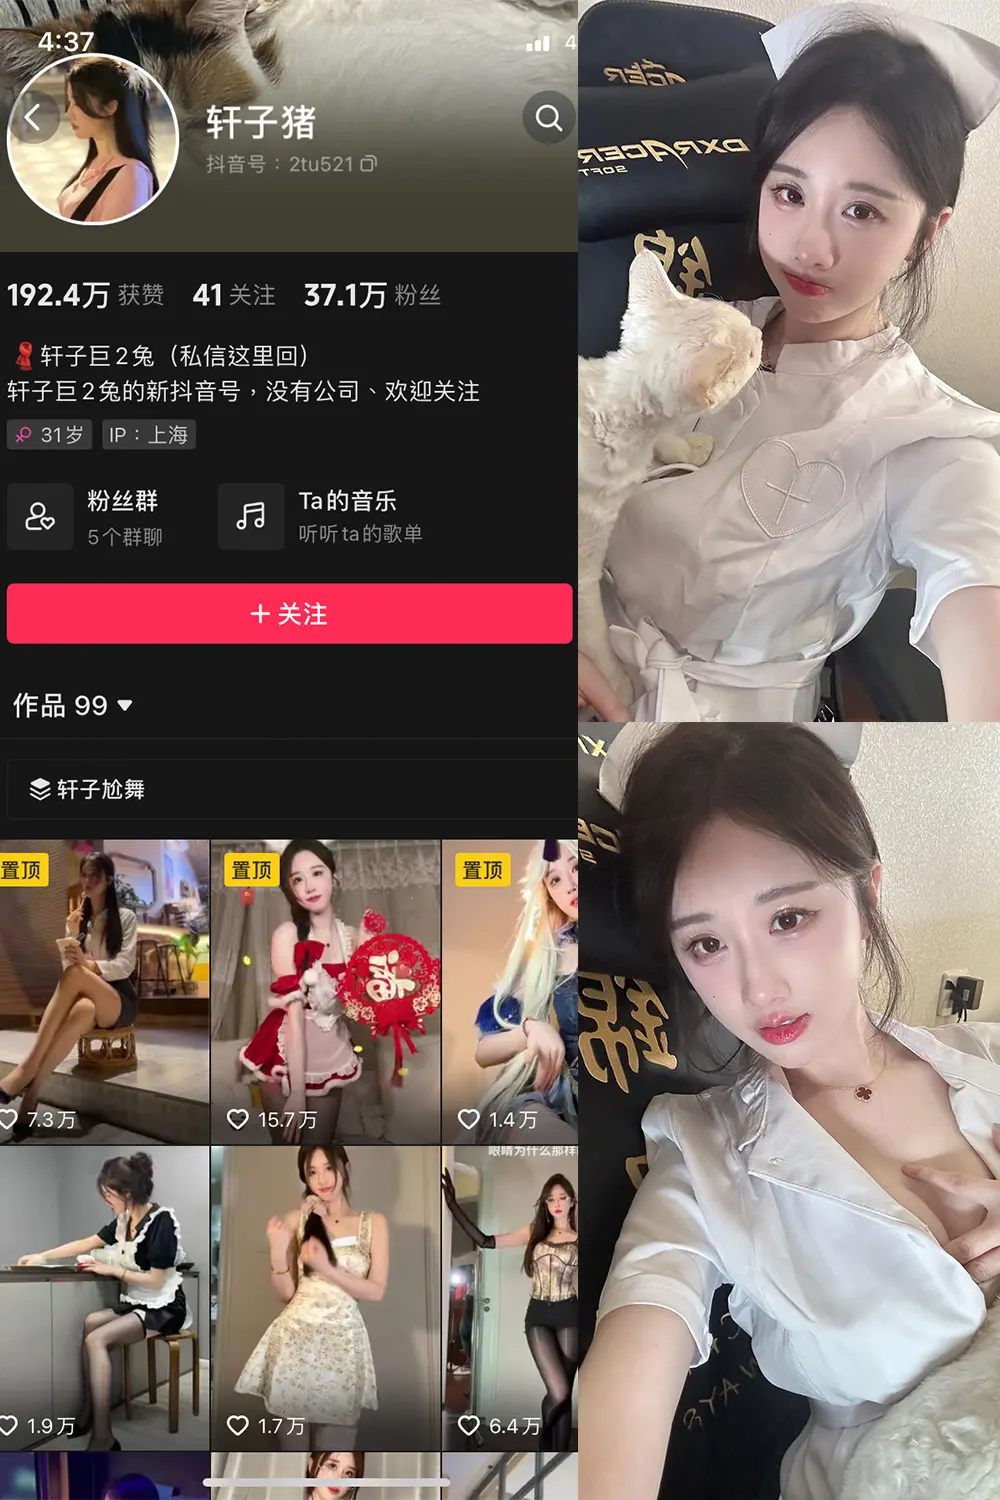 4:37
4
轩子猪
抖音号：2tu521
192.4万 获赞 41 关注 37.1万 粉丝
轩子巨2兔（私信这里回）
轩子巨2兔的新抖音号，没有公司、欢迎关注
31岁 IP：上海
粉丝群
5个群聊
Ta的音乐
听听ta的歌单
+ 关注
作品 99
轩子尬舞
置顶 置顶 置顶
7.3万 15.7万 1.4万
眼睛为什么那样
1.9万 1.7万 6.4万
DXRACER
SOFT